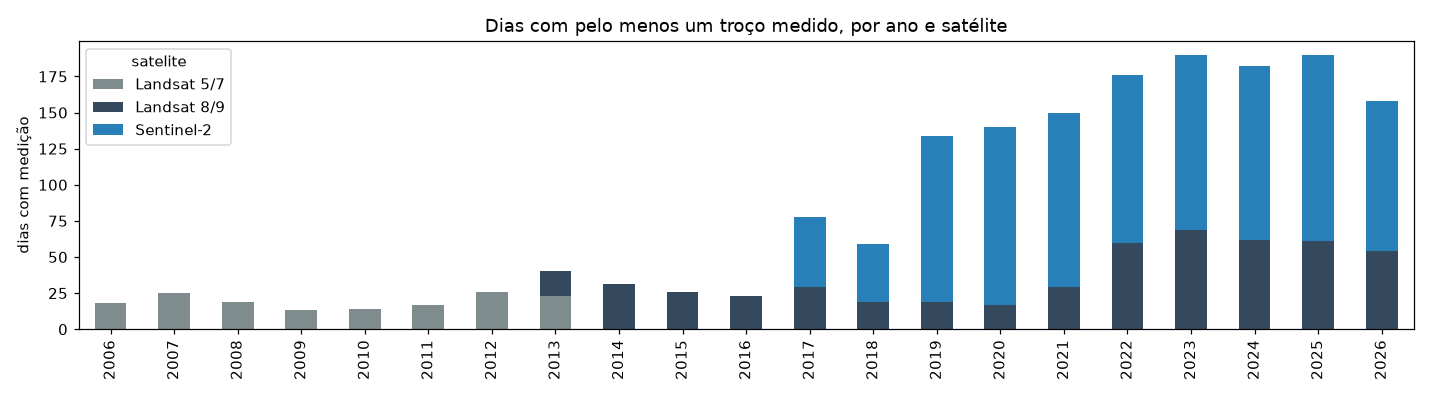 Dias com pelo menos um troço medido, por ano e satélite
satelite
Landsat 5/7
Landsat 8/9
Sentinel-2
dias com medição
175
150
125
100
75
50
25
0
2006 2007 2008 2009 2010 2011 2012 2013 2014 2015 2016 2017 2018 2019 2020 2021 2022 2023 2024 2025 2026